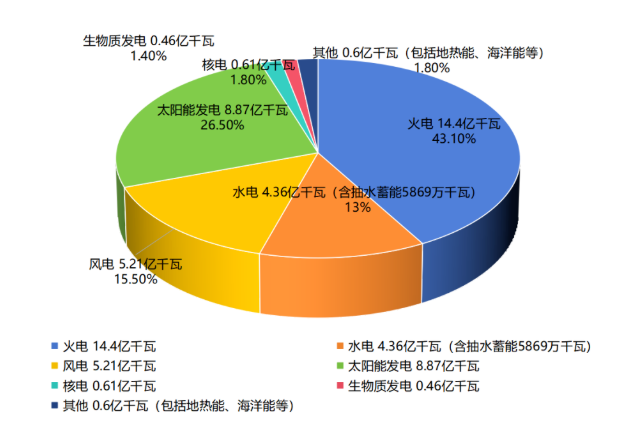 生物质发电 0.46亿千瓦
1.40%
其他 0.6亿千瓦（包括地热能、海洋能等）
1.80%
核电 0.61亿千瓦
1.80%
太阳能发电 8.87亿千瓦
26.50%
火电 14.4亿千瓦
43.10%
水电 4.36亿千瓦（含抽水蓄能5869万千瓦）
13%
风电 5.21亿千瓦
15.50%
火电 14.4亿千瓦
水电 4.36亿千瓦（含抽水蓄能5869万千瓦）
风电 5.21亿千瓦
太阳能发电 8.87亿千瓦
核电 0.61亿千瓦
生物质发电 0.46亿千瓦
其他 0.6亿千瓦（包括地热能、海洋能等）